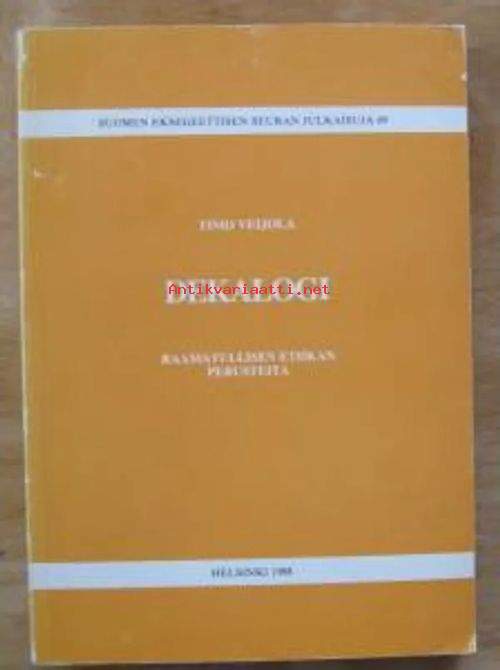 SUOMEN EKSEGEETTISEN SEURAN JULKAISUJA 49
TIMO VEIJOLA
DEKALOGI
Antikvariaatti.net
RAAMATULLISEN ETIIKAN
PERUSTEITA
HELSINKI 1988